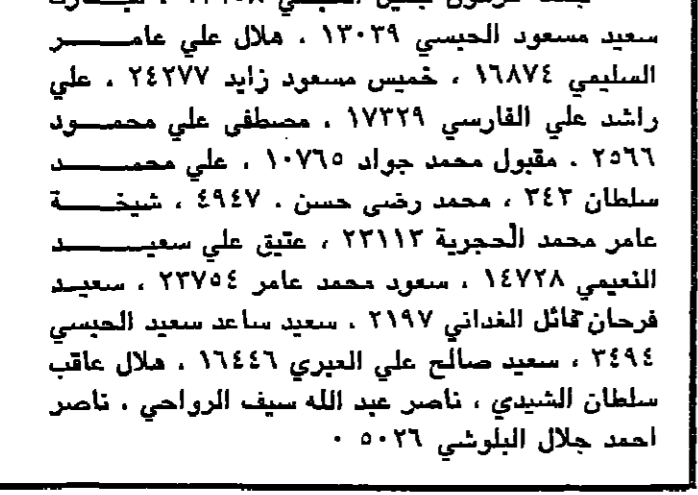 سعيد مسعود الحبسي ١٣٠٣٩ ، هلال علي عامر
السليمي ١٦٨٧٤ ، خميس مسعود زايد ٢٤٢٧٧ ، علي
راشد علي الفارسي ١٧٣٢٩ ، مصطفى علي محمود
٢٥٦٦ ، مقبول محمد جواد ١٠٧٦٥ ، علي محمد
سلطان ٣٤٣ ، محمد رضى حسن ، ٤٩٤٧ ، شيخة
عامر محمد الحجرية ٢٣١١٣ ، عتيق علي سعيد
النعيمي ١٤٧٢٨ ، سعود محمد عامر ٢٣٧٥٤ ، سعيد
فرحان قائل الغداني ٢١٩٧ ، سعيد ساعد سعيد الحبسي
٣٤٩٤ ، سعيد صالح علي العبري ١٦٤٤٦ ، هلال عاقب
سلطان الشيدي ، ناصر عبد الله سيف الرواحي ، ناصر
احمد جلال البلوشي ٥٠٢٦ ٠